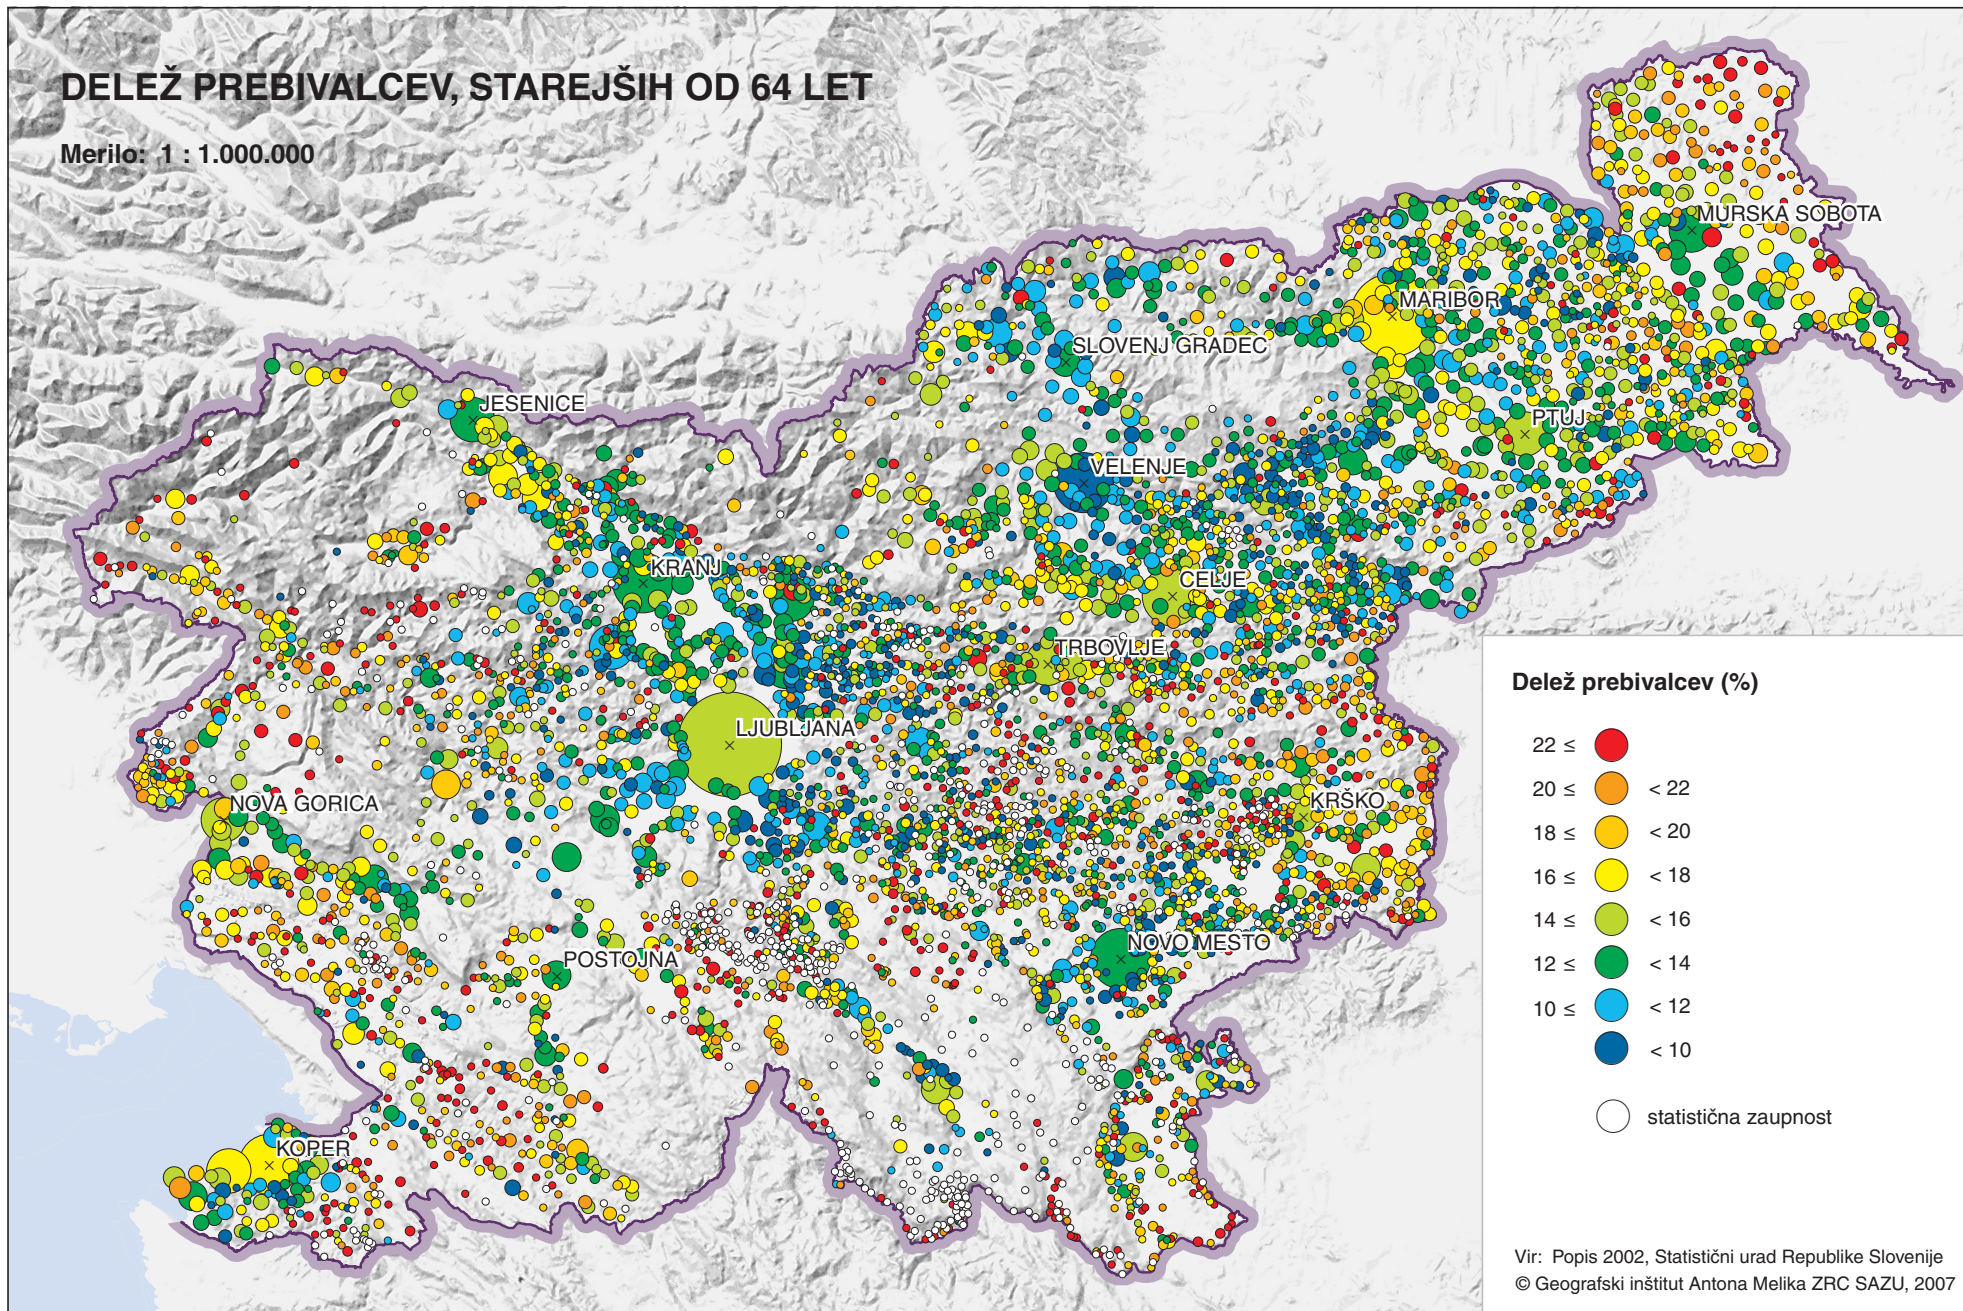 DELEŽ PREBIVALCEV, STAREJŠIH OD 64 LET
Merilo: 1 : 1.000.000
MURSKA SOBOTA
MARIBOR
SLOVENJ GRADEC
JESENICE
PTUJ
VELENJE
KRANJ
CELJE
TRBOVLJE
LJUBLJANA
NOVA GORICA
KRŠKO
NOVO MESTO
POSTOJNA
KOPER
Delež prebivalcev (%)
22 ≤
20 ≤ < 22
18 ≤ < 20
16 ≤ < 18
14 ≤ < 16
12 ≤ < 14
10 ≤ < 12
< 10
statistična zaupnost
Vir: Popis 2002, Statistični urad Republike Slovenije
© Geografski inštitut Antona Melika ZRC SAZU, 2007